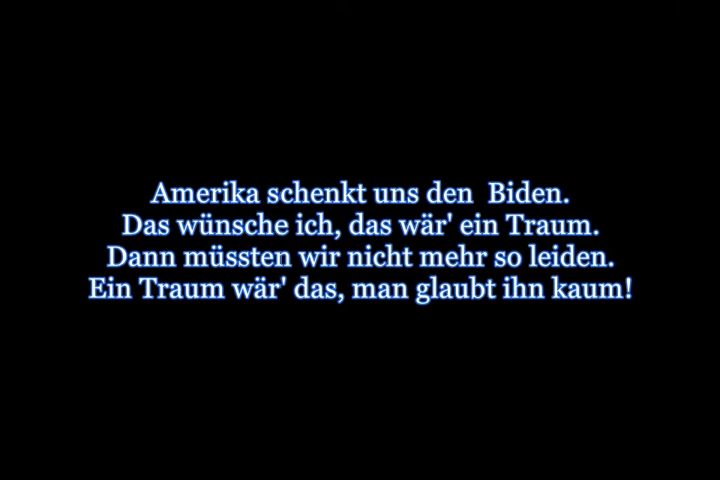 Amerika schenkt uns den  Biden.
Das wünsche ich, das wär' ein Traum.
Dann müssten wir nicht mehr so leiden.
Ein Traum wär' das, man glaubt ihn kaum!